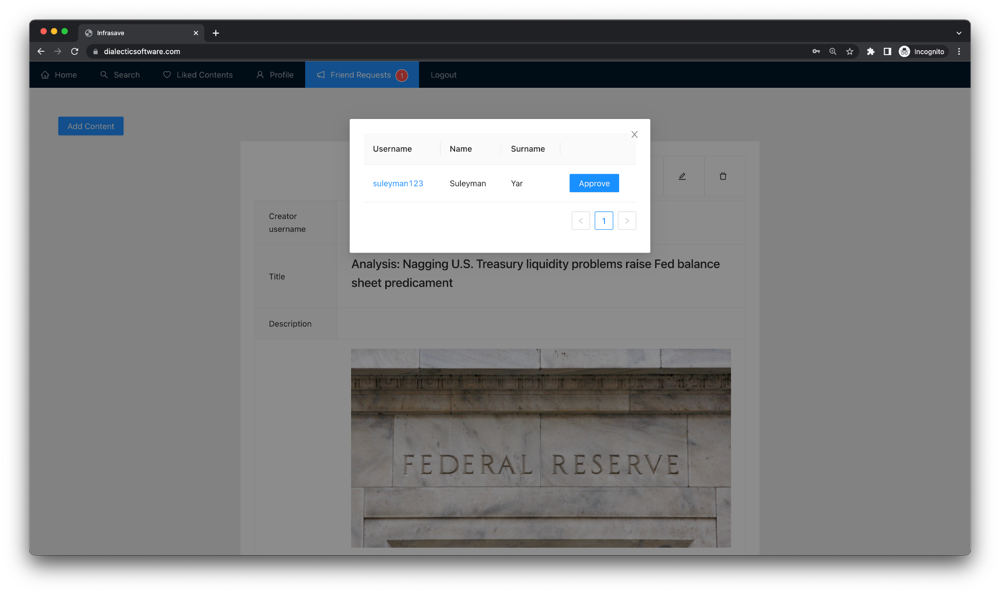 Infrasave
dialecticsoftware.com
Incognito
Home
Search
Liked Contents
Profile
Friend Requests 1
Logout
Add Content
Username Name Surname
suleyman123 Suleyman Yar Approve
1
Creator
username
Title
Analysis: Nagging U.S. Treasury liquidity problems raise Fed balance
sheet predicament
Description
FEDERAL RESERVE